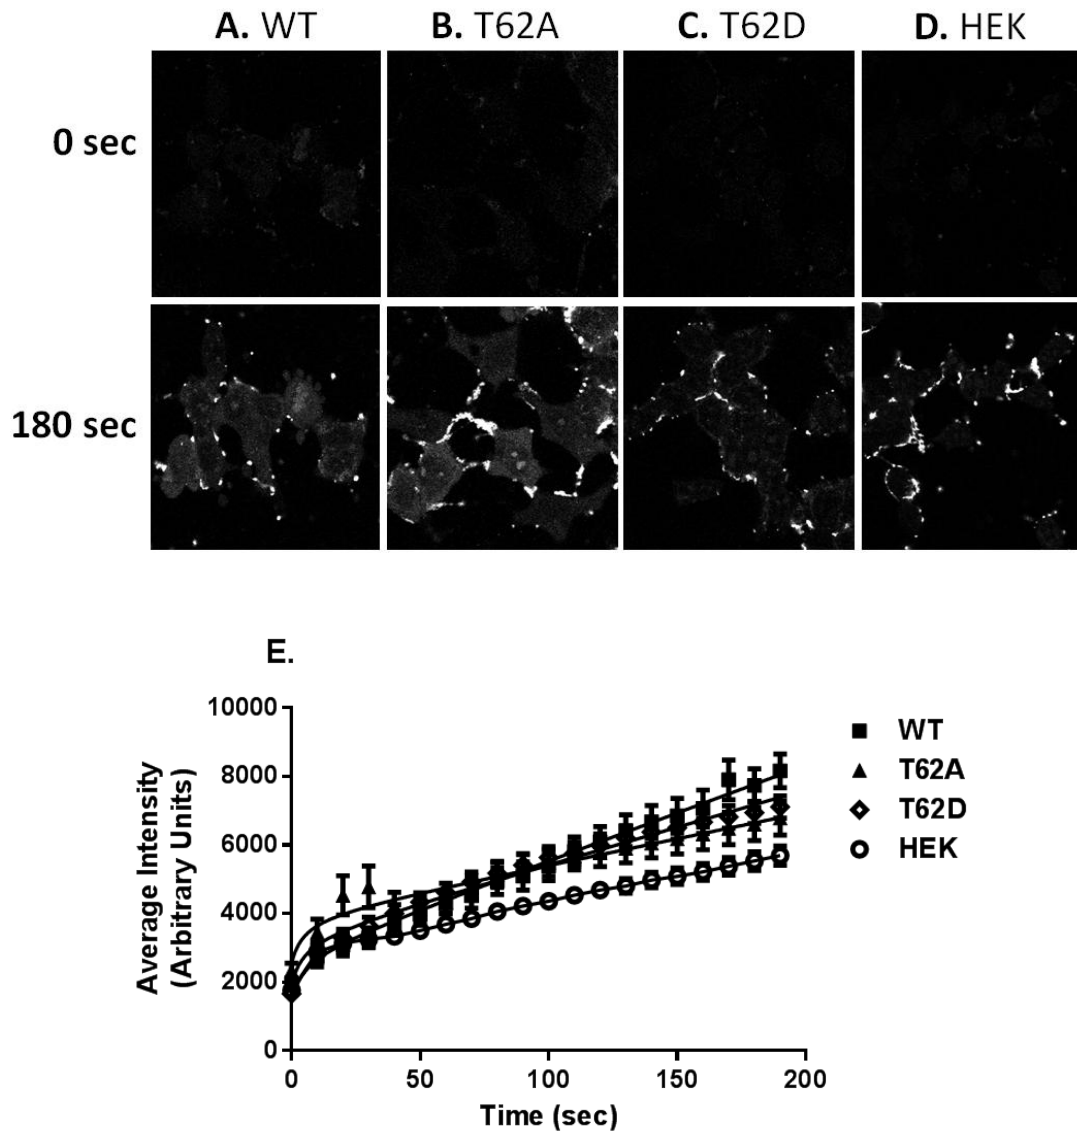 A. WT B. T62A C. T62D D. HEK
0 sec
180 sec
E.
10000
8000
6000
4000
2000
0
0 50 100 150 200
Average Intensity
(Arbitrary Units)
Time (sec)
WT
T62A
T62D
HEK